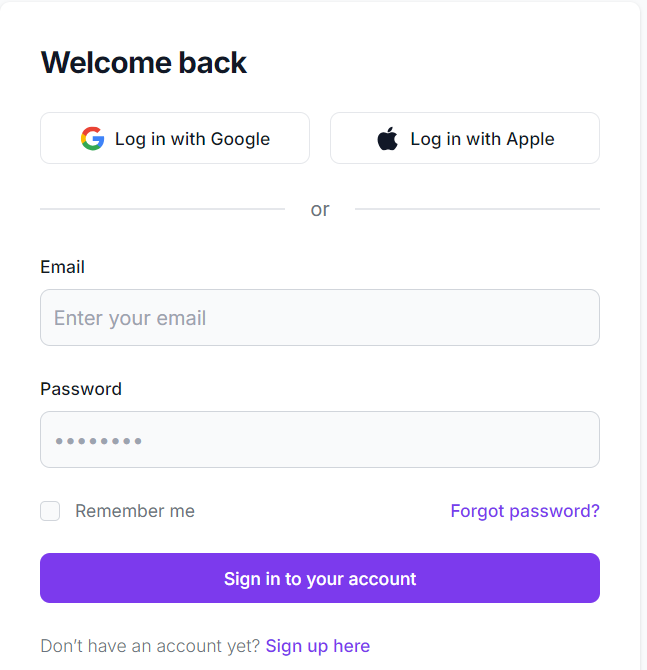 Welcome back
Log in with Google
Log in with Apple
or
Email
Enter your email
Password
••••••••
Remember me
Forgot password?
Sign in to your account
Don’t have an account yet? Sign up here